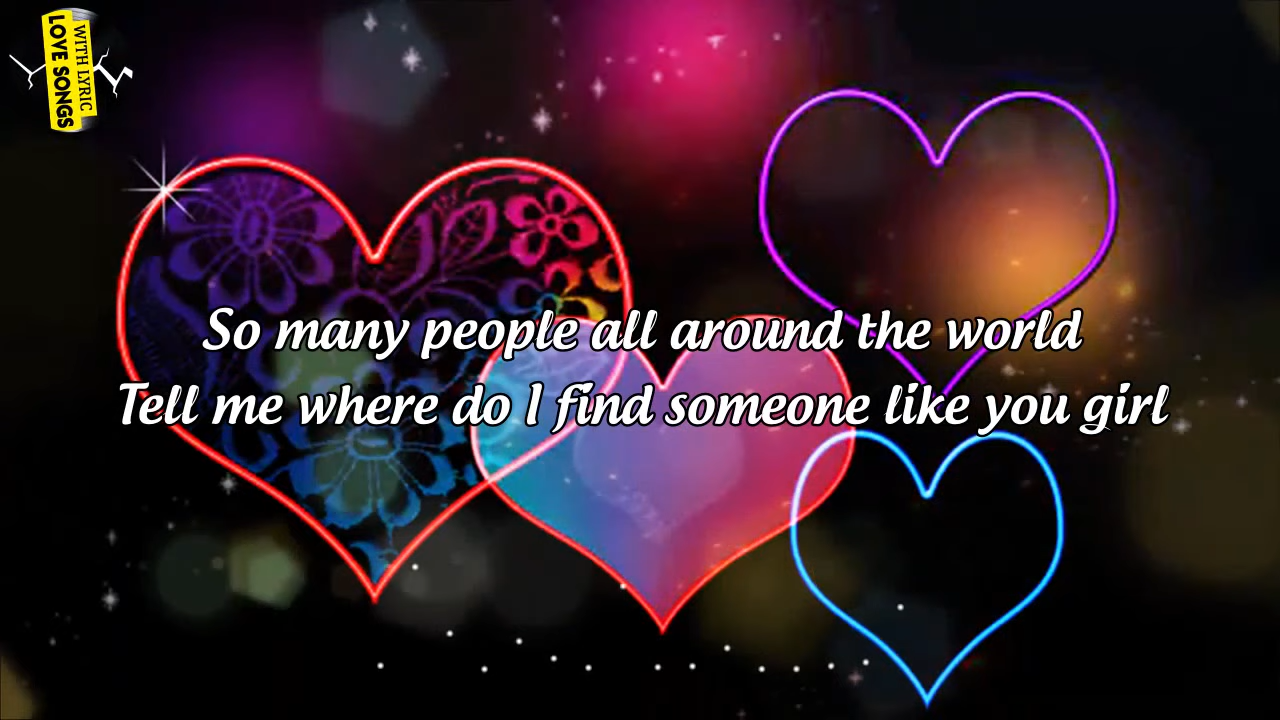 WITH LYRIC
LOVE SONGS
So many people all around the world
Tell me where do I find someone like you girl